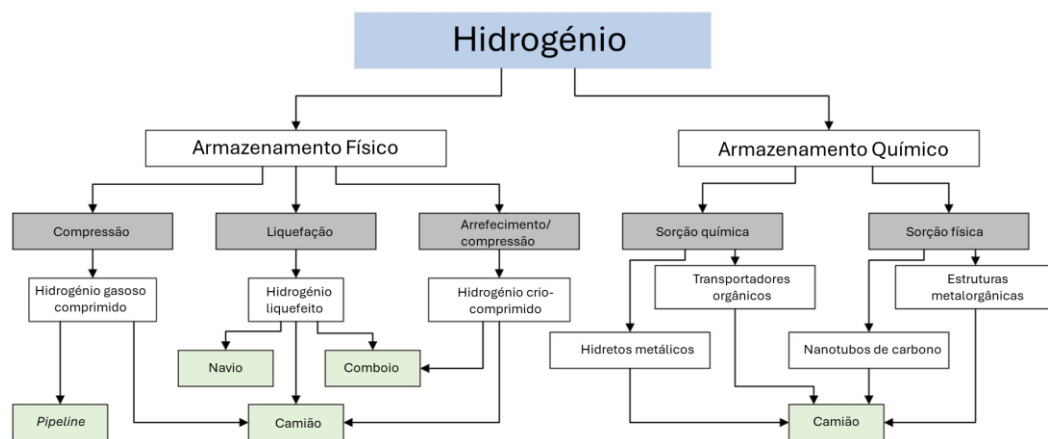 Hidrogénio
Armazenamento Físico
Armazenamento Químico
Compressão
Liquefação
Arrefecimento/
compressão
Sorção química
Sorção física
Hidrogénio gasoso
comprimido
Hidrogénio
liquefeito
Hidrogénio crio-
comprimido
Transportadores
orgânicos
Estruturas
metalorgânicas
Hidretos metálicos
Nanotubos de carbono
Navio
Comboio
Pipeline
Camião
Camião